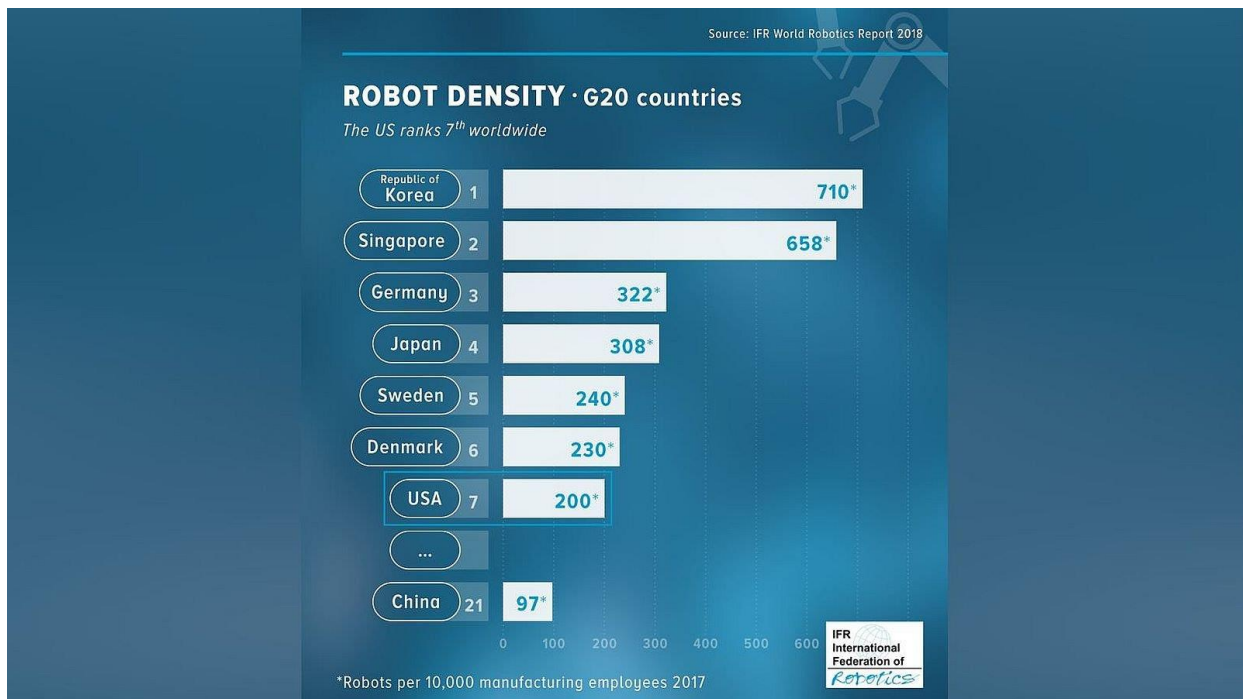 Source: IFR World Robotics Report 2018
ROBOT DENSITY · G20 countries
The US ranks 7th worldwide
Republic of
Korea 1 710*
Singapore 2 658*
Germany 3 322*
Japan 4 308*
Sweden 5 240*
Denmark 6 230*
USA 7 200*
...
China 21 97*
0 100 200 300 400 500 600
IFR
International
Federation of
Robotics
*Robots per 10,000 manufacturing employees 2017